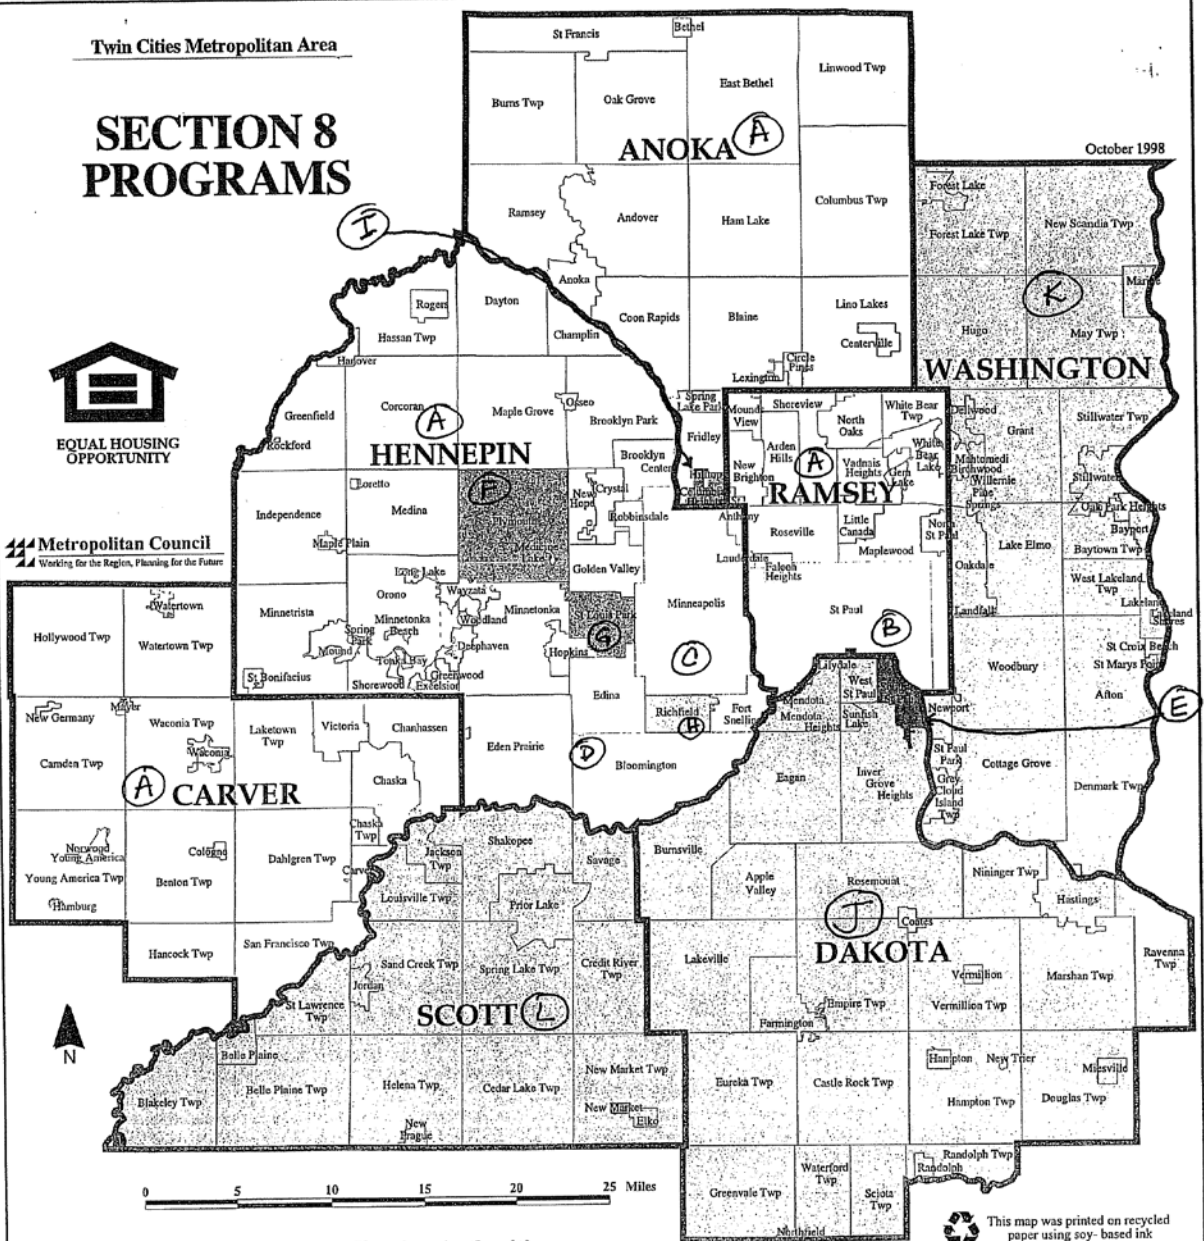 Twin Cities Metropolitan Area
SECTION 8
PROGRAMS
October 1998
EQUAL HOUSING
OPPORTUNITY
Metropolitan Council
Working for the Region, Planning for the Future
ANOKA
A
St Francis
Bethel
Burns Twp
Oak Grove
East Bethel
Linwood Twp
Ramsey
Andover
Ham Lake
Columbus Twp
Anoka
Coon Rapids
Blaine
Lino Lakes
Centerville
Circle
Pines
Lexington
Spring
Lake Park
Fridley
Hilltop
Columbia
Heights
I
HENNEPIN
A
Rogers
Dayton
Hassan Twp
Champlin
Hanover
Greenfield
Corcoran
Maple Grove
Osseo
Brooklyn Park
Rockford
Brooklyn
Center
Loretto
Independence
Medina
F
Plymouth
Medicine
Lake
New
Hope
Crystal
Robbinsdale
Maple Plain
Golden Valley
Long Lake
Orono
Wayzata
Minnetonka
Woodland
Minneapolis
Minnetrista
Minnetonka
Beach
Spring
Park
Deephaven
St Louis Park
G
Hopkins
Mound
Tonka Bay
Greenwood
Shorewood
Excelsior
St Bonifacius
C
Edina
Richfield
H
Fort
Snelling
Eden Prairie
D
Bloomington
RAMSEY
A
Mounds
View
Shoreview
North
Oaks
White Bear
Twp
Arden
Hills
Vadnais
Heights
White
Bear
Lake
Gem
Lake
New
Brighton
St
Anthony
Roseville
Little
Canada
North
St Paul
Maplewood
Lauderdale
Falcon
Heights
St Paul
B
WASHINGTON
K
Forest Lake
Forest Lake Twp
New Scandia Twp
Marine
Hugo
May Twp
Dellwood
Grant
Stillwater Twp
Mahtomedi
Birchwood
Willernie
Pine
Springs
Stillwater
Oak Park Heights
Bayport
Lake Elmo
Baytown Twp
Oakdale
West Lakeland
Twp
Lakeland
Lakeland
Shores
Landfall
St Croix Beach
St Marys Point
Woodbury
Afton
Newport
E
St Paul
Park
Grey
Cloud
Island
Twp
Cottage Grove
Denmark Twp
CARVER
A
Hollywood Twp
Watertown
Watertown Twp
New Germany
Mayer
Waconia Twp
Waconia
Laketown
Twp
Victoria
Chanhassen
Camden Twp
Chaska
Chaska
Twp
Norwood
Young America
Cologne
Dahlgren Twp
Carver
Young America Twp
Benton Twp
Hamburg
Hancock Twp
San Francisco Twp
SCOTT
L
Jackson
Twp
Shakopee
Savage
Louisville Twp
Prior Lake
Sand Creek Twp
Spring Lake Twp
Credit River
Twp
Jordan
St Lawrence
Twp
Belle Plaine
Belle Plaine Twp
Blakeley Twp
Helena Twp
Cedar Lake Twp
New Market Twp
New Market
Elko
New
Prague
DAKOTA
J
Lilydale
West
St Paul
Mendota
Mendota
Heights
Sunfish
Lake
Eagan
Inver
Grove
Heights
Burnsville
Apple
Valley
Rosemount
Coates
Nininger Twp
Hastings
Lakeville
Farmington
Empire Twp
Vermillion
Vermillion Twp
Marshan Twp
Ravenna
Twp
Eureka Twp
Castle Rock Twp
Hampton
New Trier
Hampton Twp
Douglas Twp
Miesville
Greenvale Twp
Waterford
Twp
Sciota
Twp
Randolph
Randolph Twp
Northfield
N
0 5 10 15 20 25 Miles
This map was printed on recycled
paper using soy- based ink